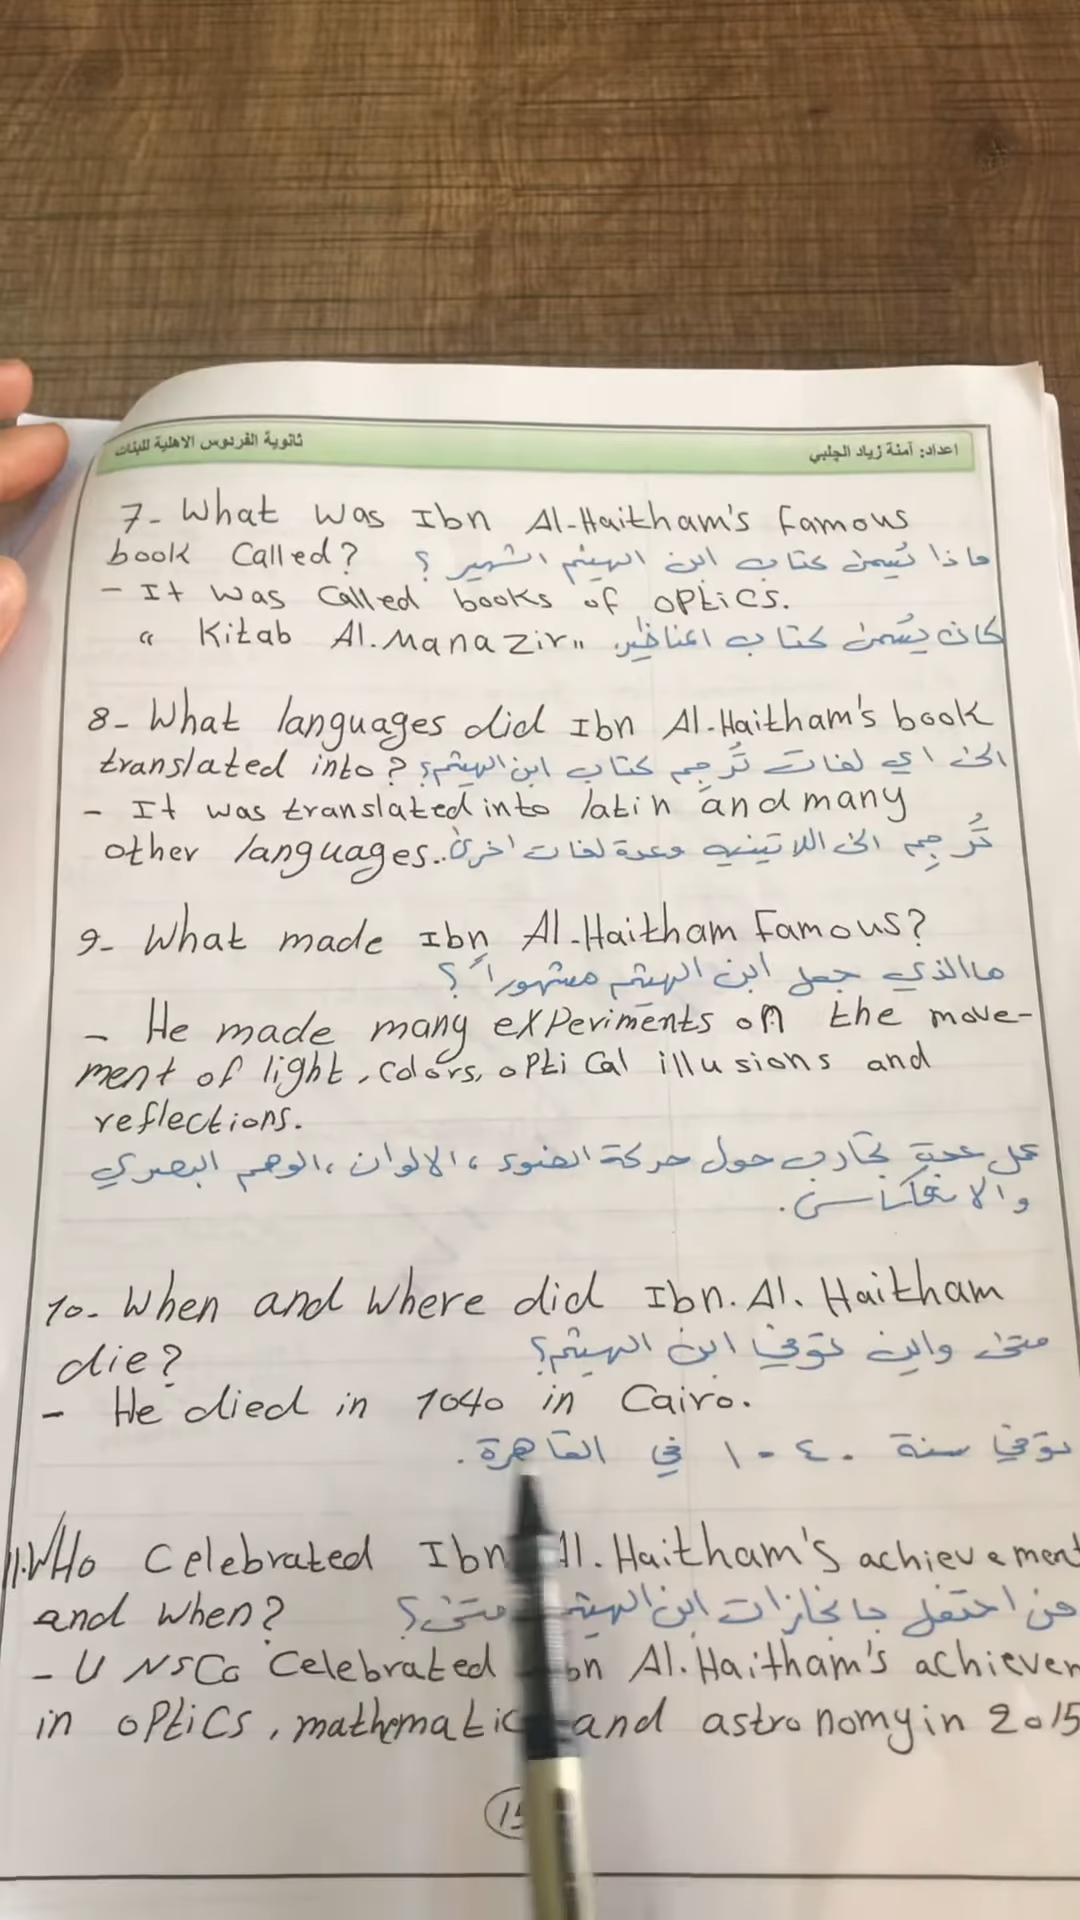 اعداد: آمنة زياد الجلبي
ثانوية الفردوس الاهلية للبنات
7- What was Ibn Al-Haitham's famous
book called? ماذا يُسمى كتاب ابن الهيثم الشهير ؟
- It was called books of optics.
“ Kitab Al.Manazir" كان يُسمى كتاب المناظير.
8- What languages did Ibn Al-Haitham's book
translated into? الى اي لغات تُرجِم كتاب ابن الهيثم؟
- It was translated into latin and many
other languages. تُرجِم الى اللاتينيه وعدة لغات اخرى..
9- What made Ibn Al-Haitham Famous?
ما الذي جعل ابن الهيثم مشهوراً ؟
- He made many experiments on the move-
ment of light, colors, optical illusions and
reflections.
عمل عدة تجارب حول حركة الضوء ، الالوان ، الوهم البصري
والانعكاس.
10- When and where did Ibn. Al. Haitham
die? متى واين توفي ابن الهيثم؟
- He died in 1040 in Cairo.
توفي سنة ١٠٤٠ في القاهرة .
11. Who celebrated Ibn Al. Haitham's achievement
and when? من احتفل بانجازات ابن الهيثم متى؟
- UNSCo celebrated Ibn Al. Haitham's achievem
in optics, mathematic and astronomy in 2015
15